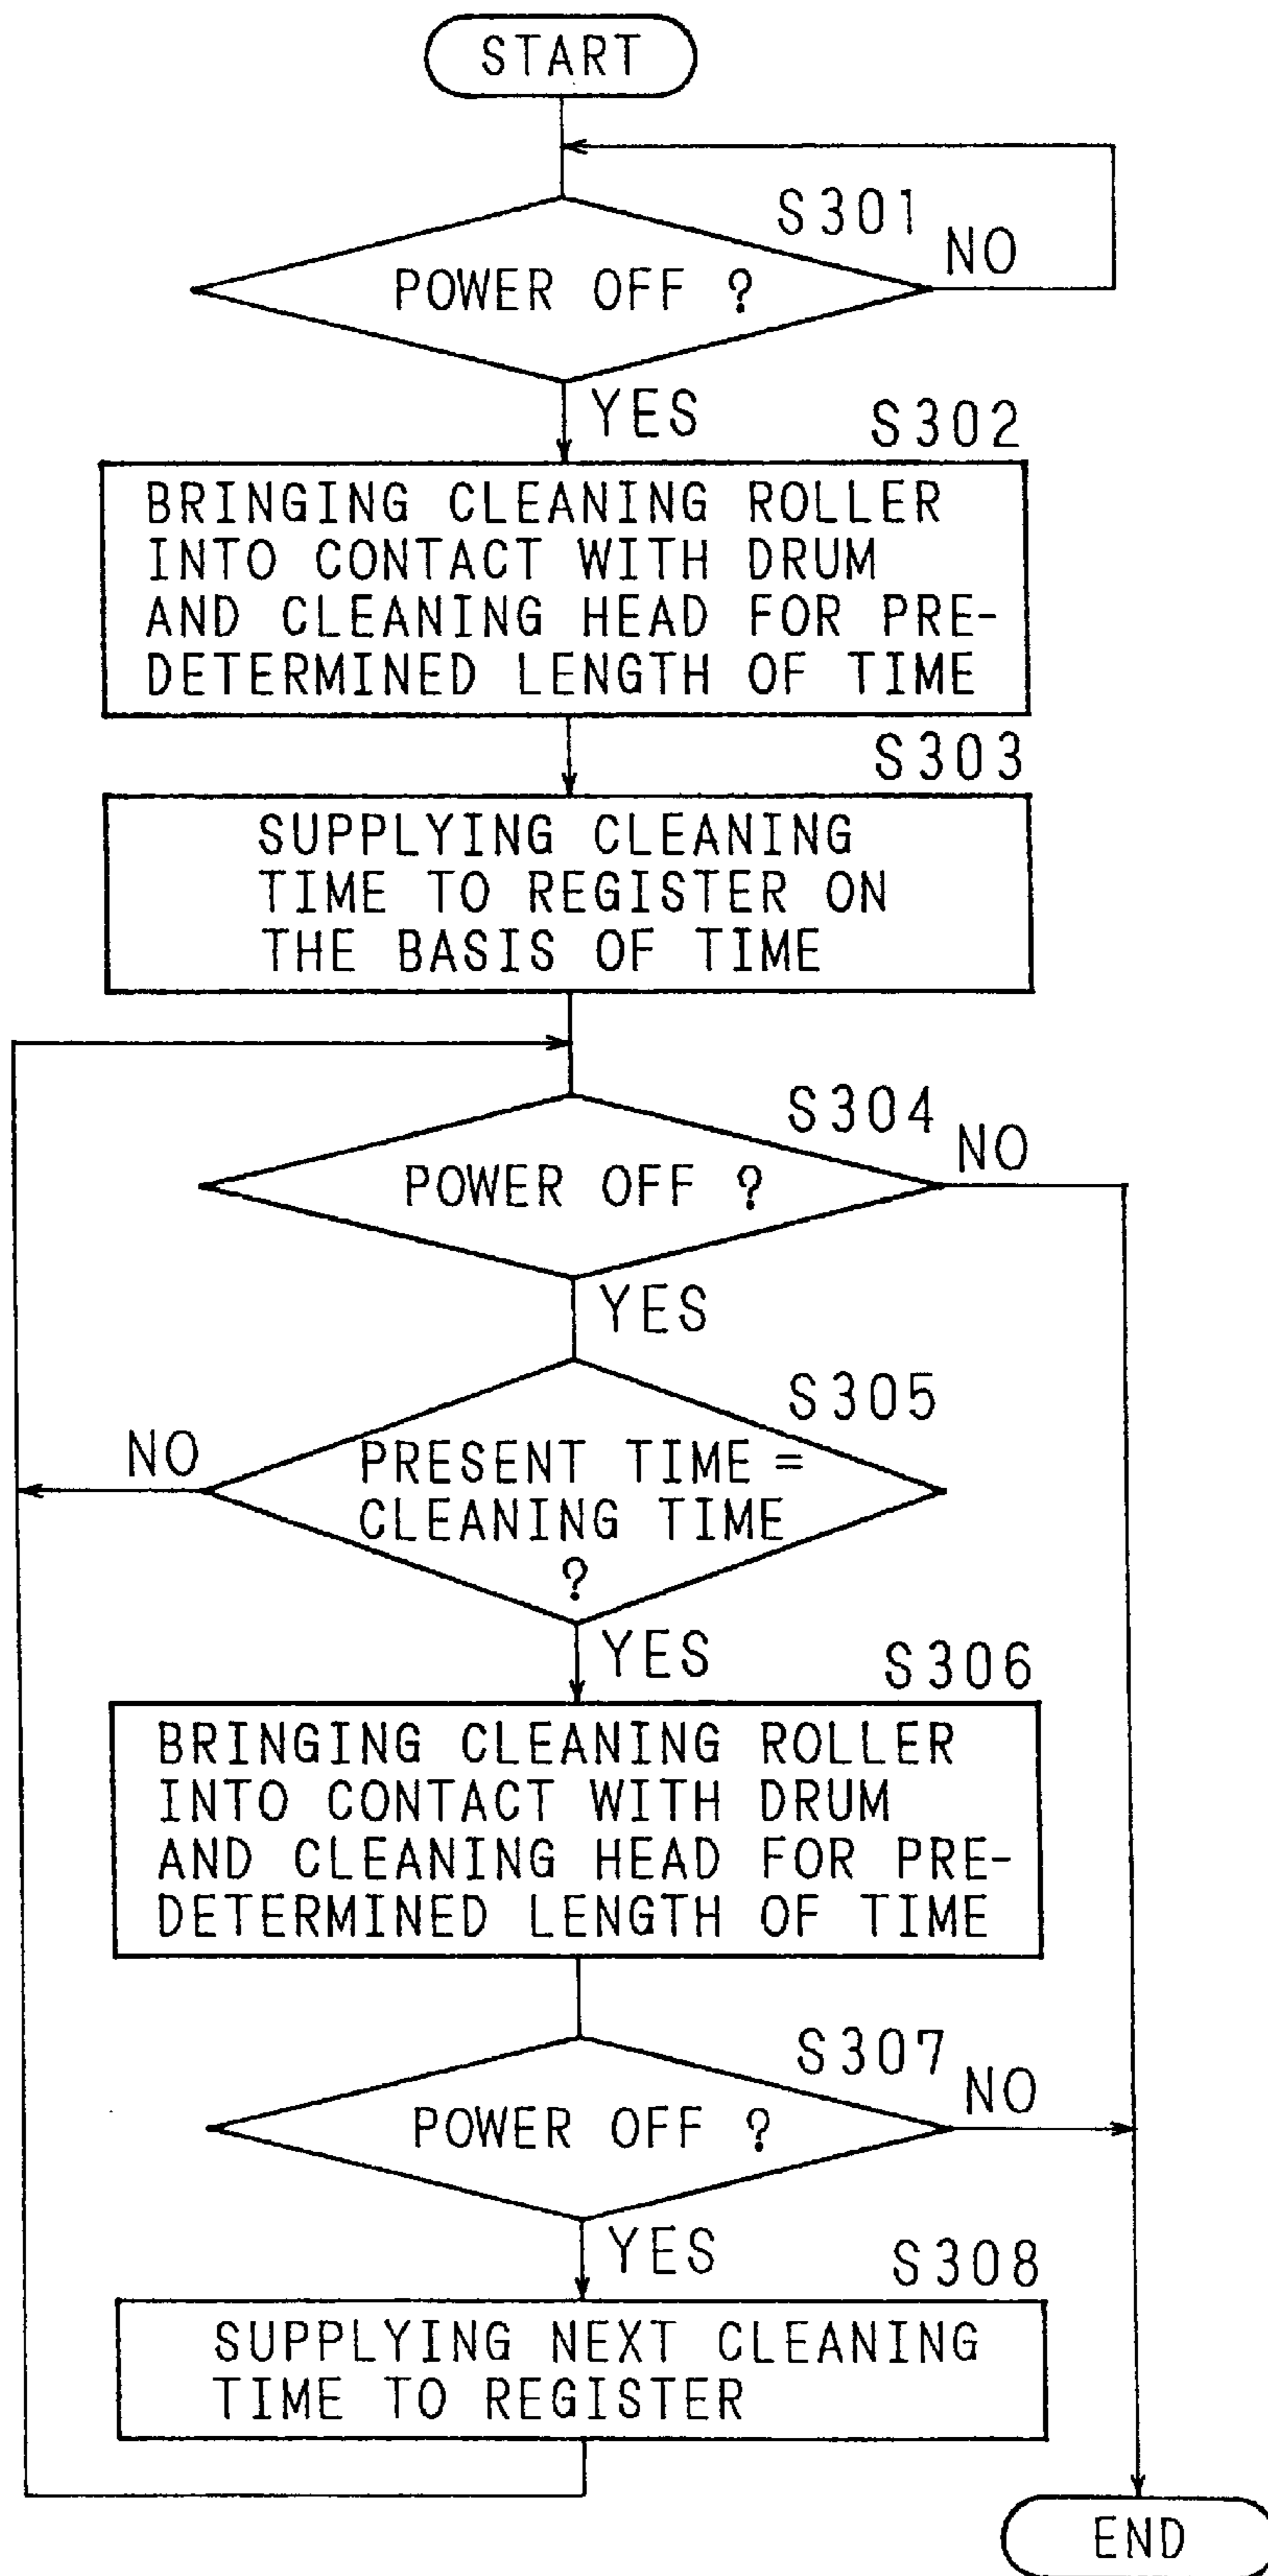 START
S301
NO
POWER OFF ?
YES
S302
BRINGING CLEANING ROLLER
INTO CONTACT WITH DRUM
AND CLEANING HEAD FOR PRE-
DETERMINED LENGTH OF TIME
S303
SUPPLYING CLEANING
TIME TO REGISTER ON
THE BASIS OF TIME
S304
NO
POWER OFF ?
YES
S305
NO
PRESENT TIME =
CLEANING TIME
?
YES
S306
BRINGING CLEANING ROLLER
INTO CONTACT WITH DRUM
AND CLEANING HEAD FOR PRE-
DETERMINED LENGTH OF TIME
S307
NO
POWER OFF ?
YES
S308
SUPPLYING NEXT CLEANING
TIME TO REGISTER
END